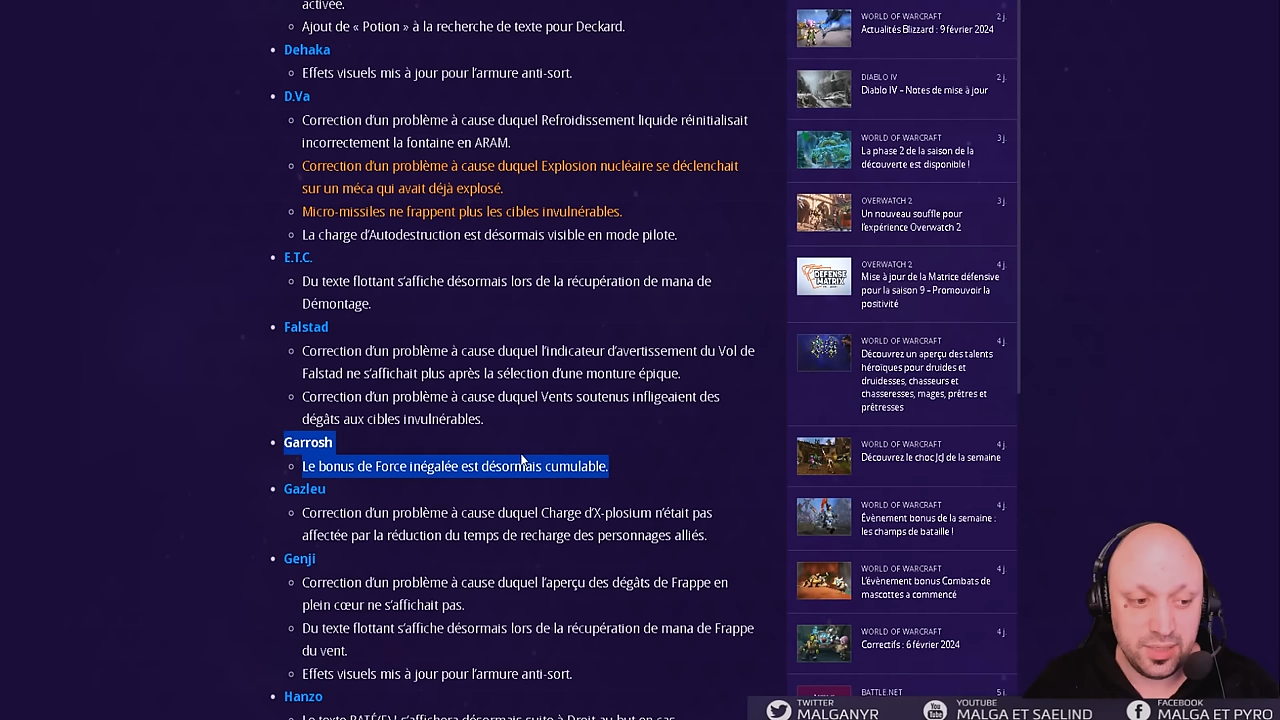 activée.
Ajout de « Potion » à la recherche de texte pour Deckard.
Dehaka
Effets visuels mis à jour pour l’armure anti-sort.
D.Va
Correction d’un problème à cause duquel Refroidissement liquide réinitialisait
incorrectement la fontaine en ARAM.
Correction d’un problème à cause duquel Explosion nucléaire se déclenchait
sur un méca qui avait déjà explosé.
Micro-missiles ne frappent plus les cibles invulnérables.
La charge d’Autodestruction est désormais visible en mode pilote.
E.T.C.
Du texte flottant s’affiche désormais lors de la récupération de mana de
Démontage.
Falstad
Correction d’un problème à cause duquel l’indicateur d’avertissement du Vol de
Falstad ne s’affichait plus après la sélection d’une monture épique.
Correction d’un problème à cause duquel Vents soutenus infligeaient des
dégâts aux cibles invulnérables.
Garrosh
Le bonus de Force inégalée est désormais cumulable.
Gazleu
Correction d’un problème à cause duquel Charge d’X-plosium n’était pas
affectée par la réduction du temps de recharge des personnages alliés.
Genji
Correction d’un problème à cause duquel l’aperçu des dégâts de Frappe en
plein cœur ne s’affichait pas.
Du texte flottant s’affiche désormais lors de la récupération de mana de Frappe
du vent.
Effets visuels mis à jour pour l’armure anti-sort.
Hanzo
WORLD OF WARCRAFT 2 j.
Actualités Blizzard : 9 février 2024
DIABLO IV 2 j.
Diablo IV – Notes de mise à jour
WORLD OF WARCRAFT 3 j.
La phase 2 de la saison de la
découverte est disponible !
OVERWATCH 2 3 j.
Un nouveau souffle pour
l’expérience Overwatch 2
OVERWATCH 2 4 j.
Mise à jour de la Matrice défensive
pour la saison 9 – Promouvoir la
positivité
DEFENSE
MATRIX
WORLD OF WARCRAFT 4 j.
Découvrez un aperçu des talents
héroïques pour druides et
druidesses, chasseurs et
chasseresses, mages, prêtres et
prêtresses
WORLD OF WARCRAFT 4 j.
Découvrez le choc JcJ de la semaine
WORLD OF WARCRAFT 4 j.
Évènement bonus de la semaine :
les champs de bataille !
WORLD OF WARCRAFT 4 j.
L’évènement bonus Combats de
mascottes a commencé
WORLD OF WARCRAFT 4 j.
Correctifs : 6 février 2024
BATTLE.NET 5 j.
TWITTER
MALGANYR
YOUTUBE
MALGA ET SAELIND
FACEBOOK
MALGA ET PYRO